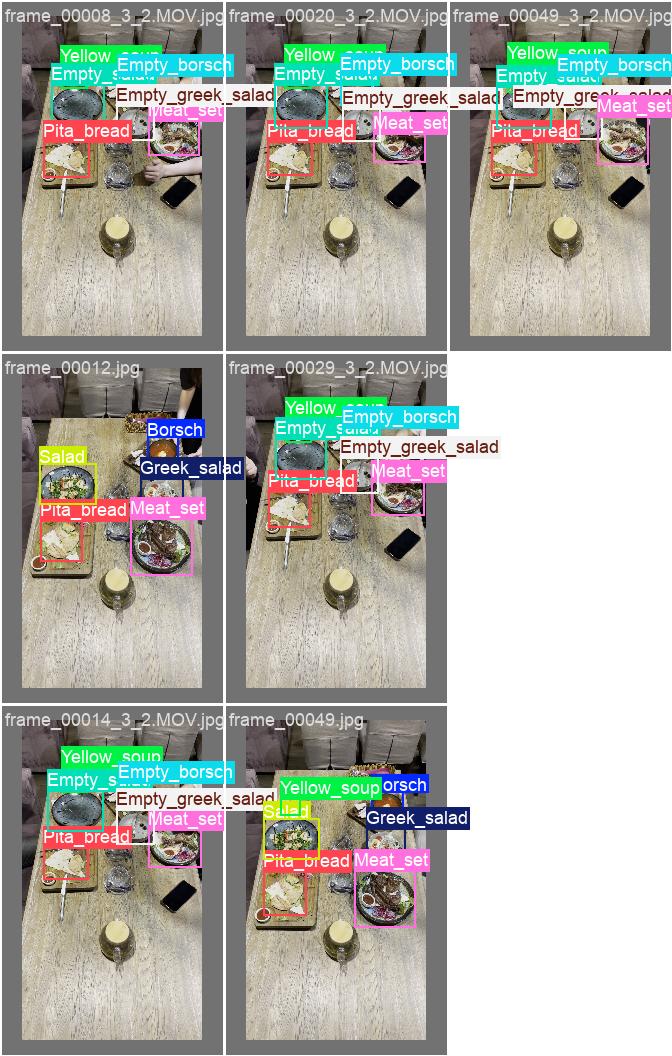 frame_00008_3_2.MOV.jpg
Yellow_soup
Empty_borsch
Empty_salad
Empty_greek_salad
Meat_set
Pita_bread
frame_00020_3_2.MOV.jpg
Yellow_soup
Empty_borsch
Empty_salad
Empty_greek_salad
Meat_set
Pita_bread
frame_00049_3_2.MOV.jpg
Yellow_soup
Empty_borsch
Empty_salad
Empty_greek_salad
Meat_set
Pita_bread
frame_00012.jpg
Borsch
Salad
Greek_salad
Pita_bread
Meat_set
frame_00029_3_2.MOV.jpg
Yellow_soup
Empty_borsch
Empty_salad
Empty_greek_salad
Meat_set
Pita_bread
frame_00014_3_2.MOV.jpg
Yellow_soup
Empty_borsch
Empty_salad
Empty_greek_salad
Meat_set
Pita_bread
frame_00049.jpg
Yellow_soup
orsch
Salad
Greek_salad
Pita_bread
Meat_set